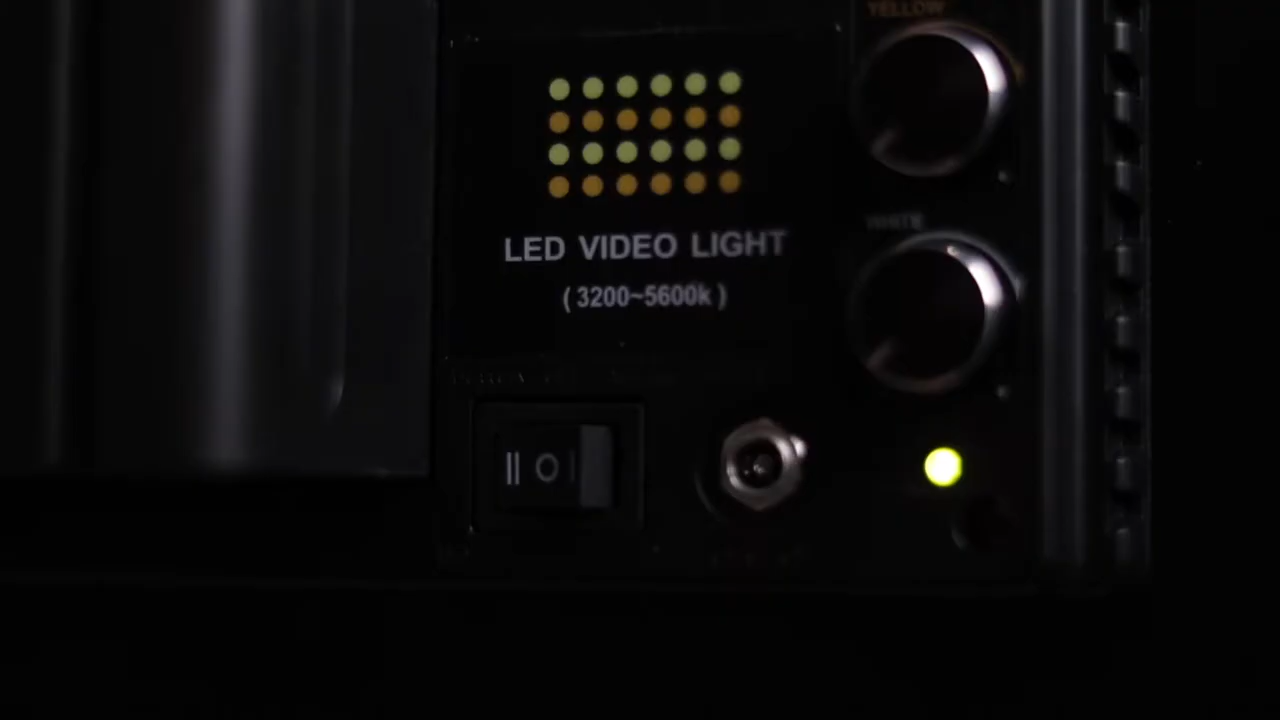 YELLOW
LED VIDEO LIGHT
(3200~5600k)
WHITE
|| O |